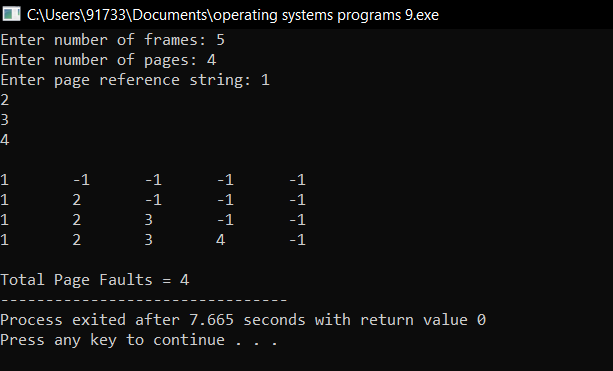 C:\Users\91733\Documents\operating systems programs 9.exe
Enter number of frames: 5
Enter number of pages: 4
Enter page reference string: 1
2
3
4
1 -1 -1 -1 -1
1 2 -1 -1 -1
1 2 3 -1 -1
1 2 3 4 -1
Total Page Faults = 4
--------------------------------
Process exited after 7.665 seconds with return value 0
Press any key to continue . . .